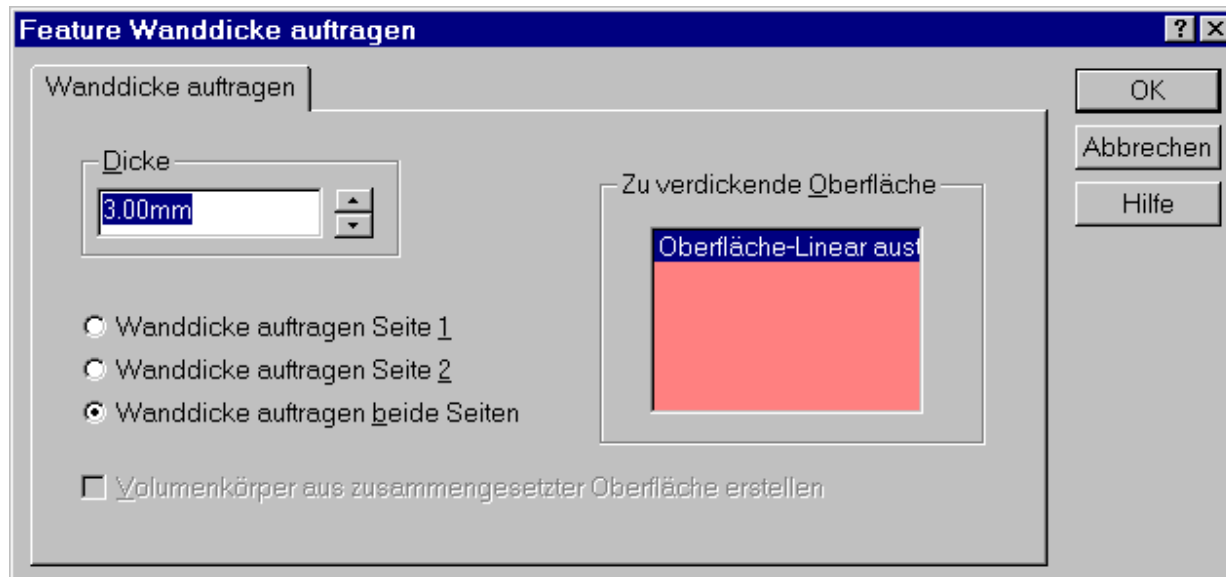 Feature Wanddicke auftragen
Wanddicke auftragen
OK
Abbrechen
Hilfe
Dicke
3.00mm
Zu verdickende Oberfläche
Oberfläche-Linear aust
Wanddicke auftragen Seite 1
Wanddicke auftragen Seite 2
Wanddicke auftragen beide Seiten
Volumenkörper aus zusammengesetzter Oberfläche erstellen